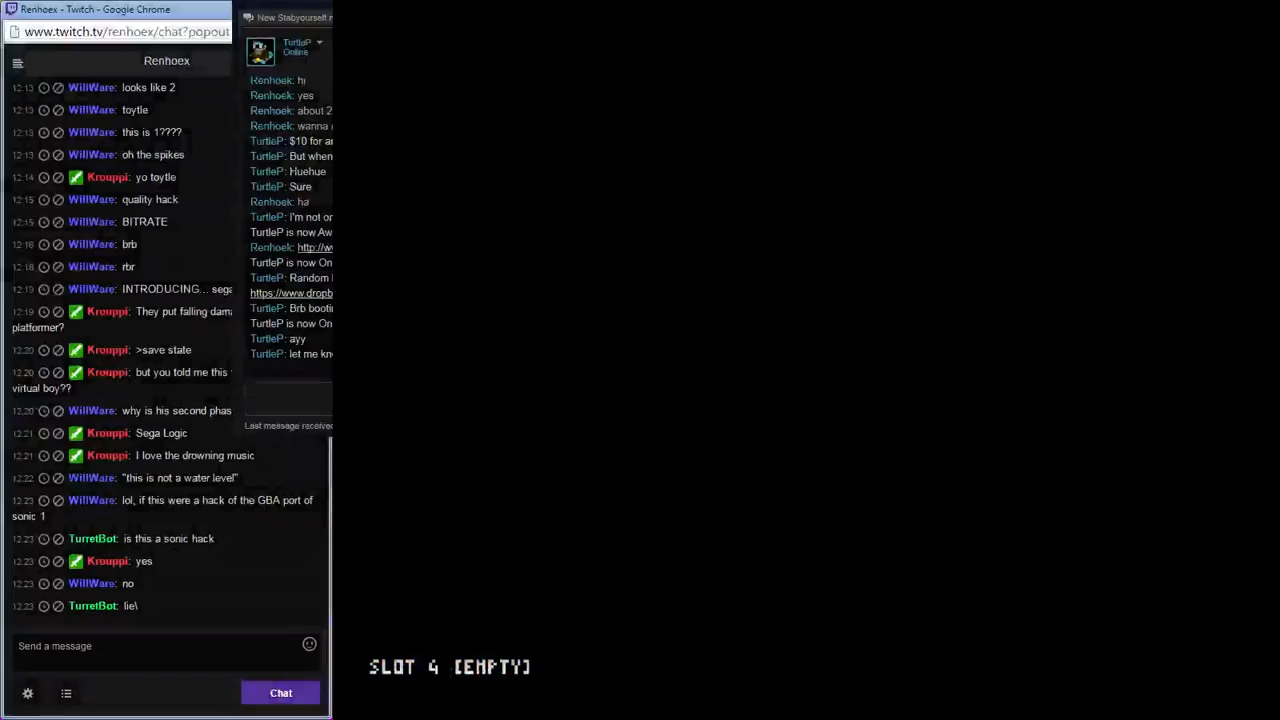 Renhoex - Twitch - Google Chrome
www.twitch.tv/renhoex/chat?popout
Renhoex
12:13 WillWare: looks like 2
12:13 WillWare: toytle
12:13 WillWare: this is 1????
12:13 WillWare: oh the spikes
12:14 Krouppi: yo toytle
12:15 WillWare: quality hack
12:15 WillWare: BITRATE
12:16 WillWare: brb
12:18 WillWare: rbr
12:19 WillWare: INTRODUCING... sega
12:19 Krouppi: They put falling dama
platformer?
12:20 Krouppi: >save state
12:20 Krouppi: but you told me this
virtual boy??
12:20 WillWare: why is his second phas
12:21 Krouppi: Sega Logic
12:21 Krouppi: I love the drowning music
12:22 WillWare: "this is not a water level"
12:23 WillWare: lol, if this were a hack of the GBA port of
sonic 1
12:23 TurretBot: is this a sonic hack
12:23 Krouppi: yes
12:23 WillWare: no
12:23 TurretBot: lie\
Send a message
Chat
New Stabyourself.n
TurtleP
Online
Renhoek: hi
Renhoek: yes
Renhoek: about 2
Renhoek: wanna
TurtleP: $10 for an
TurtleP: But when
TurtleP: Huehue
TurtleP: Sure
Renhoek: ha
TurtleP: I'm not on
TurtleP is now Aw
Renhoek: http://w
TurtleP is now On
TurtleP: Random
https://www.dropb
TurtleP: Brb bootin
TurtleP is now On
TurtleP: ayy
TurtleP: let me kno
Last message received
SLOT 4 [EMPTY]